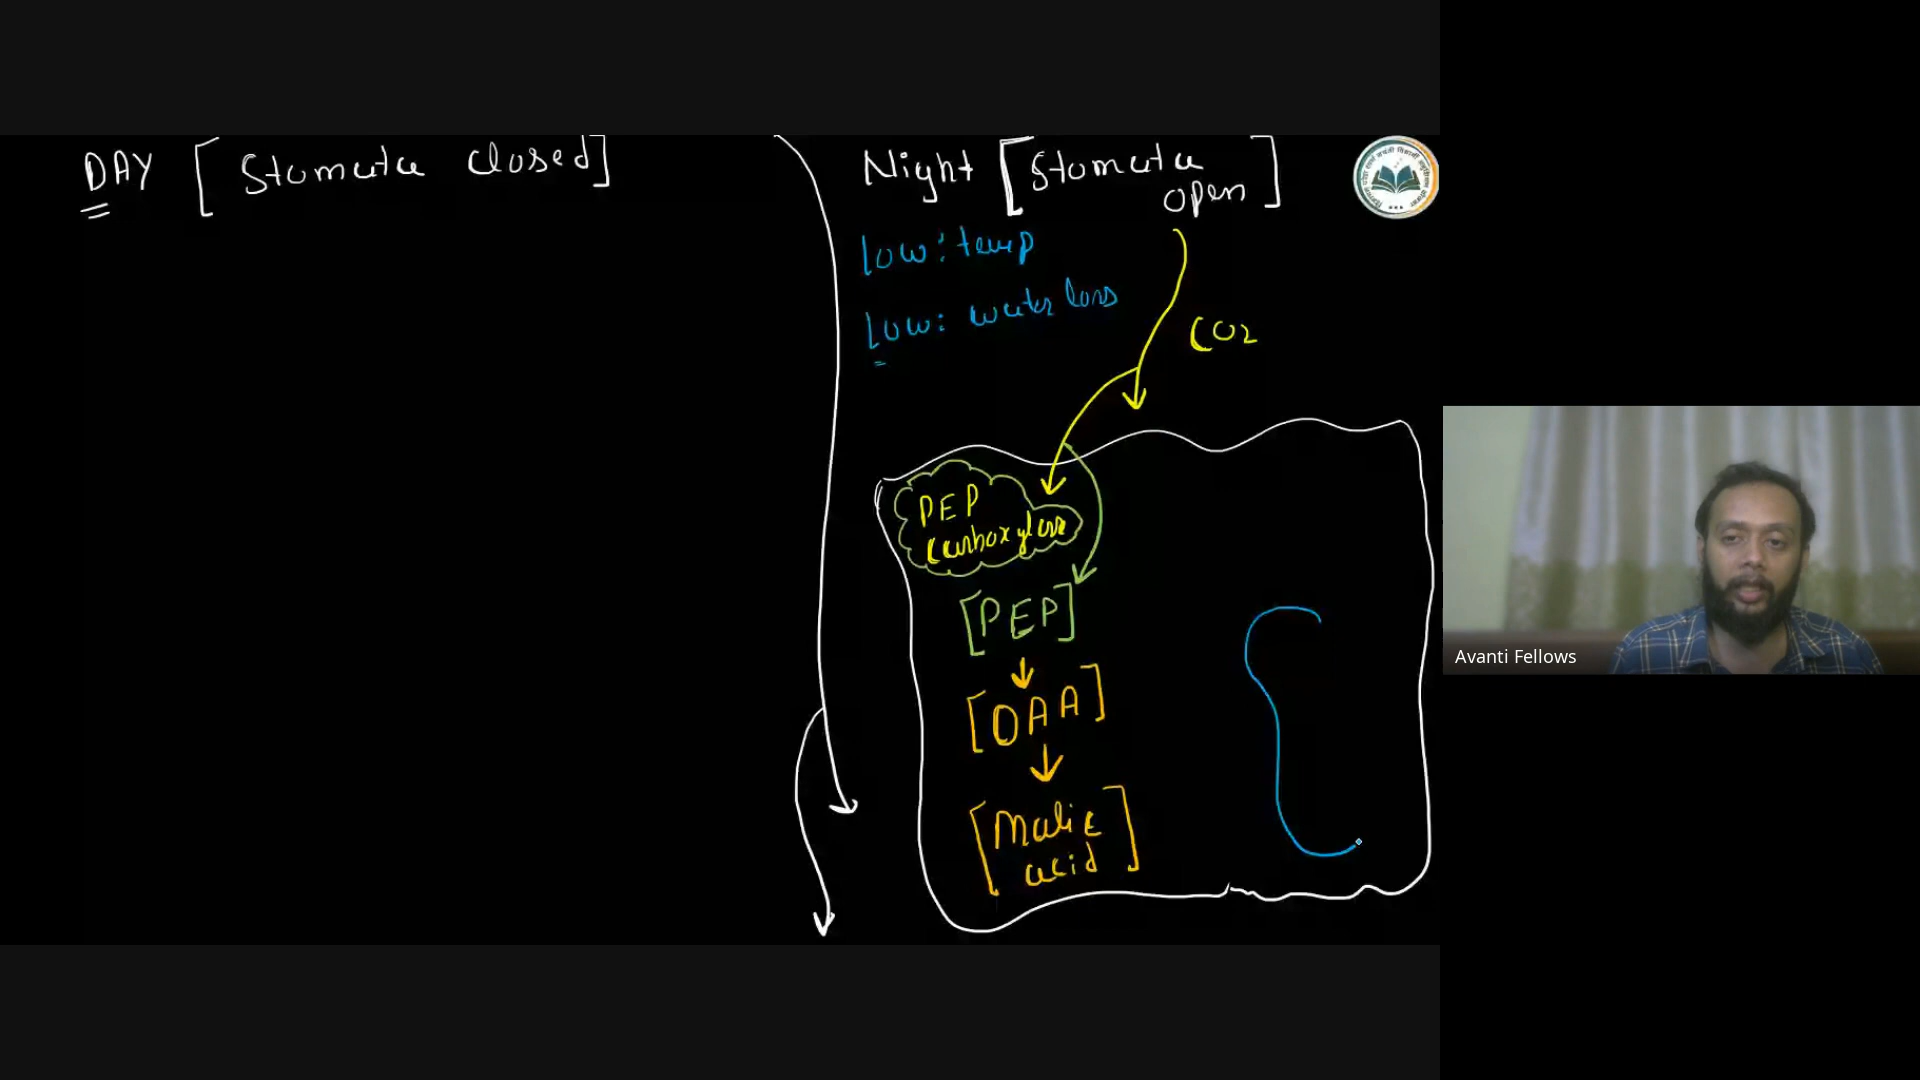 DAY [Stomata closed]
Night [Stomata
open]
low: temp
Low: water loss
CO2
PEP
Carboxylase
[PEP]
[OAA]
[Malic
acid]
Avanti Fellows